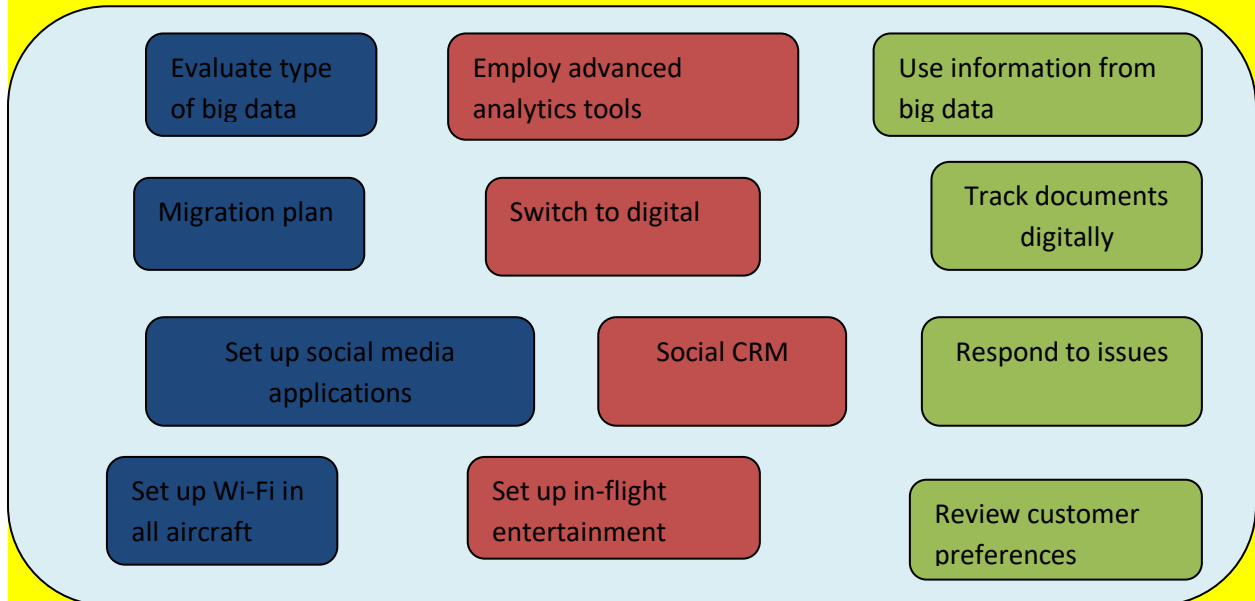 Evaluate type
of big data
Employ advanced
analytics tools
Use information from
big data
Migration plan
Switch to digital
Track documents
digitally
Set up social media
applications
Social CRM
Respond to issues
Set up Wi-Fi in
all aircraft
Set up in-flight
entertainment
Review customer
preferences